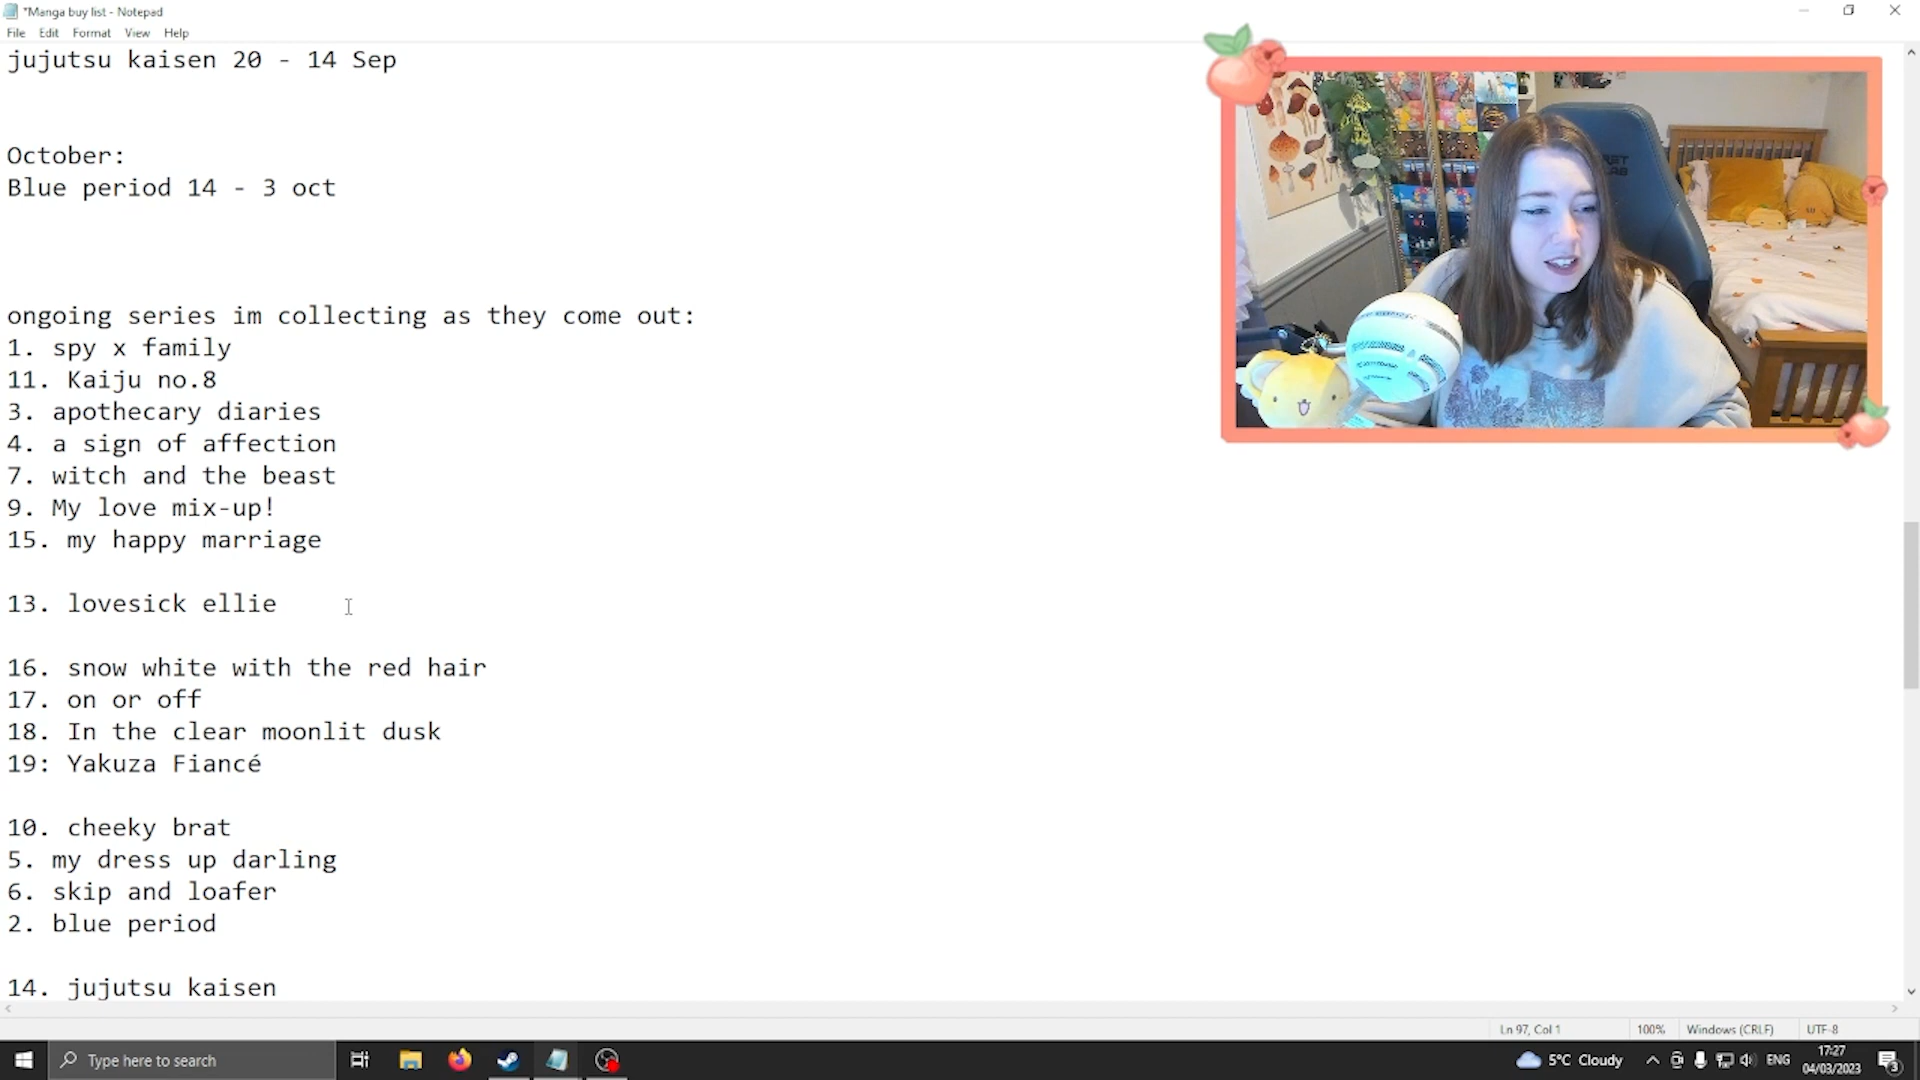 *Manga buy list - Notepad
File Edit Format View Help
jujutsu kaisen 20 - 14 Sep
October:
Blue period 14 - 3 oct
ongoing series im collecting as they come out:
1. spy x family
11. Kaiju no.8
3. apothecary diaries
4. a sign of affection
7. witch and the beast
9. My love mix-up!
15. my happy marriage
13. lovesick ellie
16. snow white with the red hair
17. on or off
18. In the clear moonlit dusk
19: Yakuza Fiancé
10. cheeky brat
5. my dress up darling
6. skip and loafer
2. blue period
14. jujutsu kaisen
Ln 97, Col 1 100% Windows (CRLF) UTF-8
Type here to search
5°C Cloudy ENG 17:27
04/03/2023 3